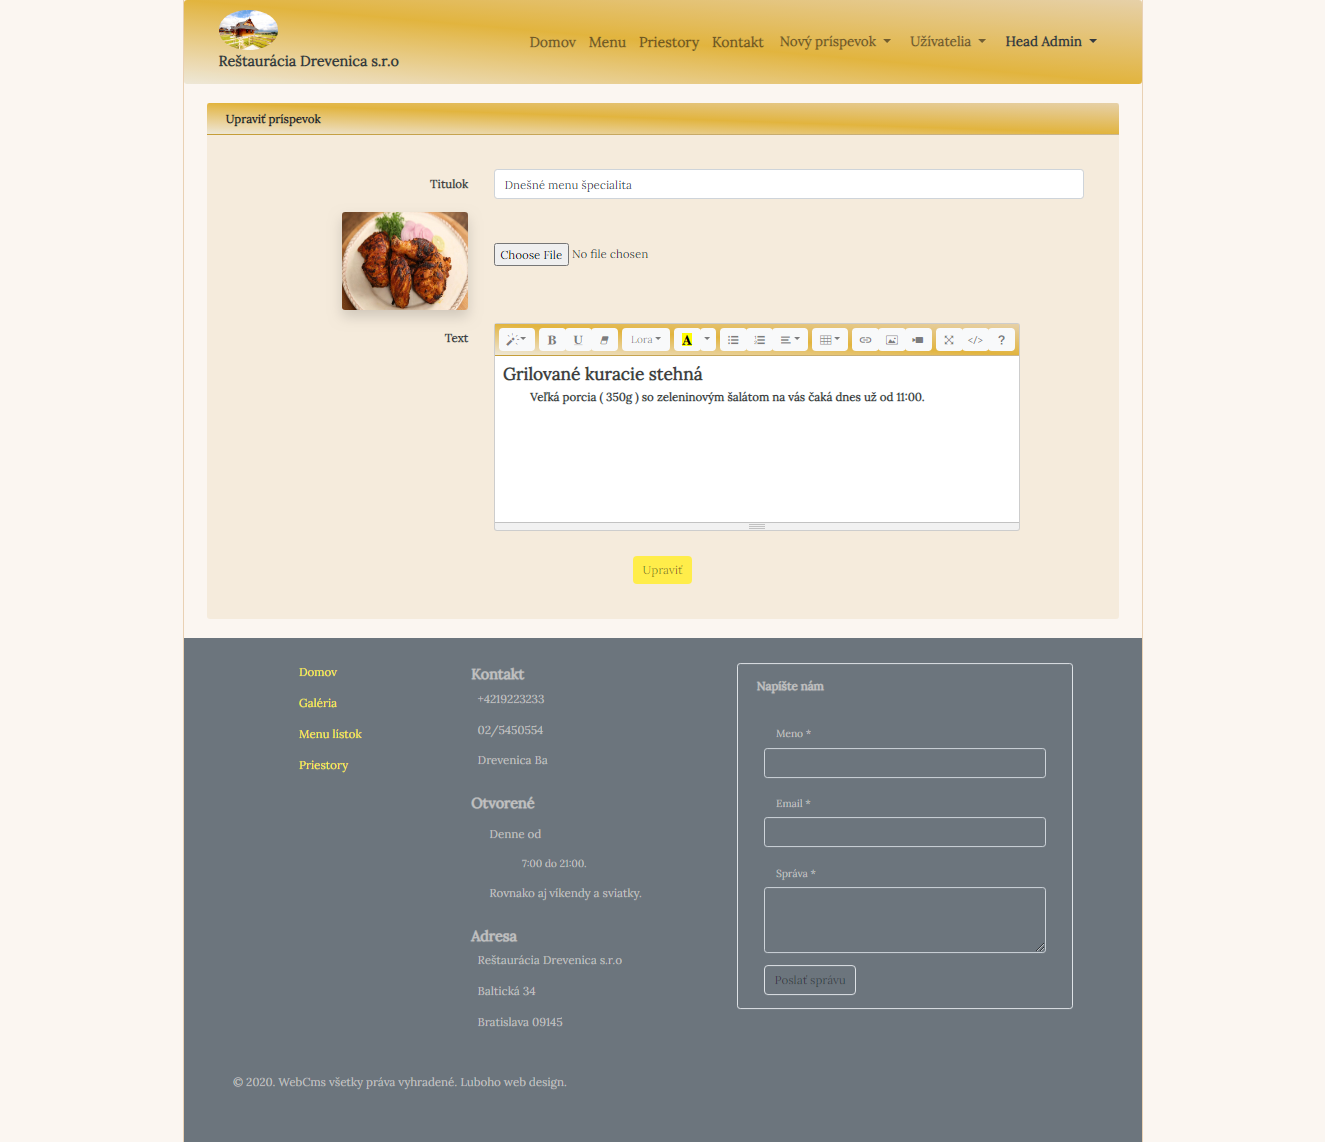 Reštaurácia Drevenica s.r.o
Domov Menu Priestory Kontakt Nový príspevok Užívatelia Head Admin
Upraviť príspevok
Titulok
Dnešné menu špecialita
Choose File No file chosen
Text
B U Lora A </> ?
Grilované kuracie stehná
Veľká porcia ( 350g ) so zeleninovým šalátom na vás čaká dnes už od 11:00.
Upraviť
Domov
Galéria
Menu lístok
Priestory
Kontakt
+4219223233
02/5450554
Drevenica Ba
Otvorené
Denne od
7:00 do 21:00.
Rovnako aj víkendy a sviatky.
Adresa
Reštaurácia Drevenica s.r.o
Baltická 34
Bratislava 09145
Napíšte nám
Meno *
Email *
Správa *
Poslať správu
© 2020. WebCms všetky práva vyhradené. Luboho web design.